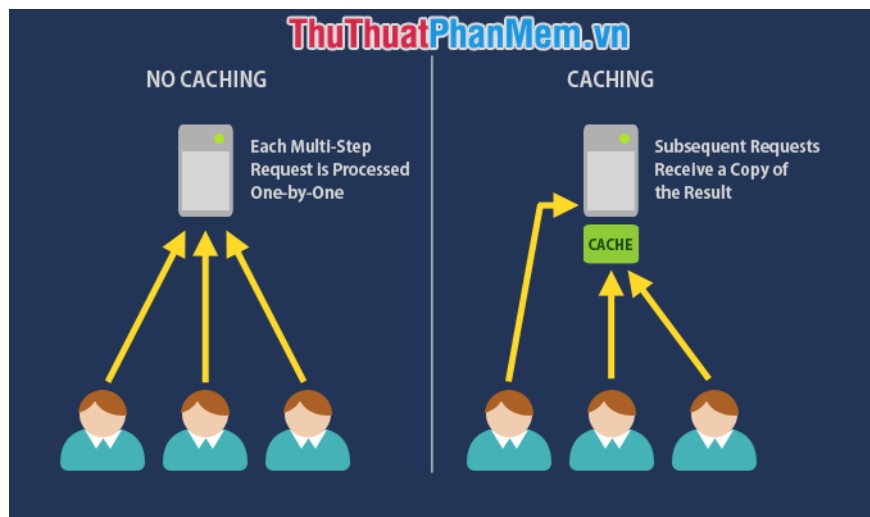 ThuThuatPhanMem.vn
NO CACHING
Each Multi-Step
Request is Processed
One-by-One
CACHING
Subsequent Requests
Receive a Copy of
the Result
CACHE